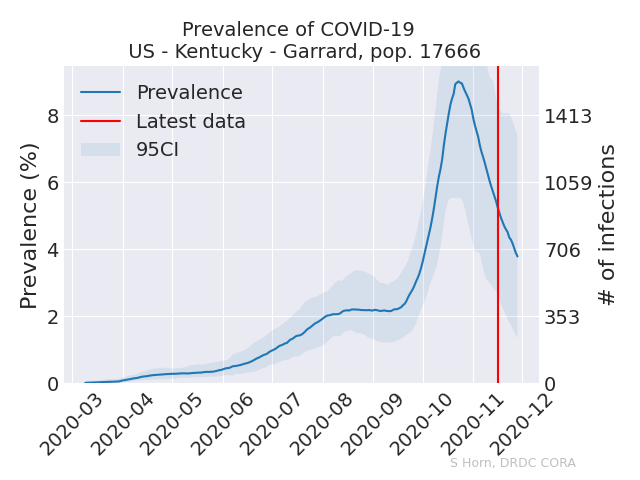 Prevalence of COVID-19
US - Kentucky - Garrard, pop. 17666
Prevalence
Latest data
95CI
Prevalence (%)
8
6
4
2
0
1413
1059
706
353
0
# of infections
2020-03
2020-04
2020-05
2020-06
2020-07
2020-08
2020-09
2020-10
2020-11
2020-12
S Horn, DRDC CORA